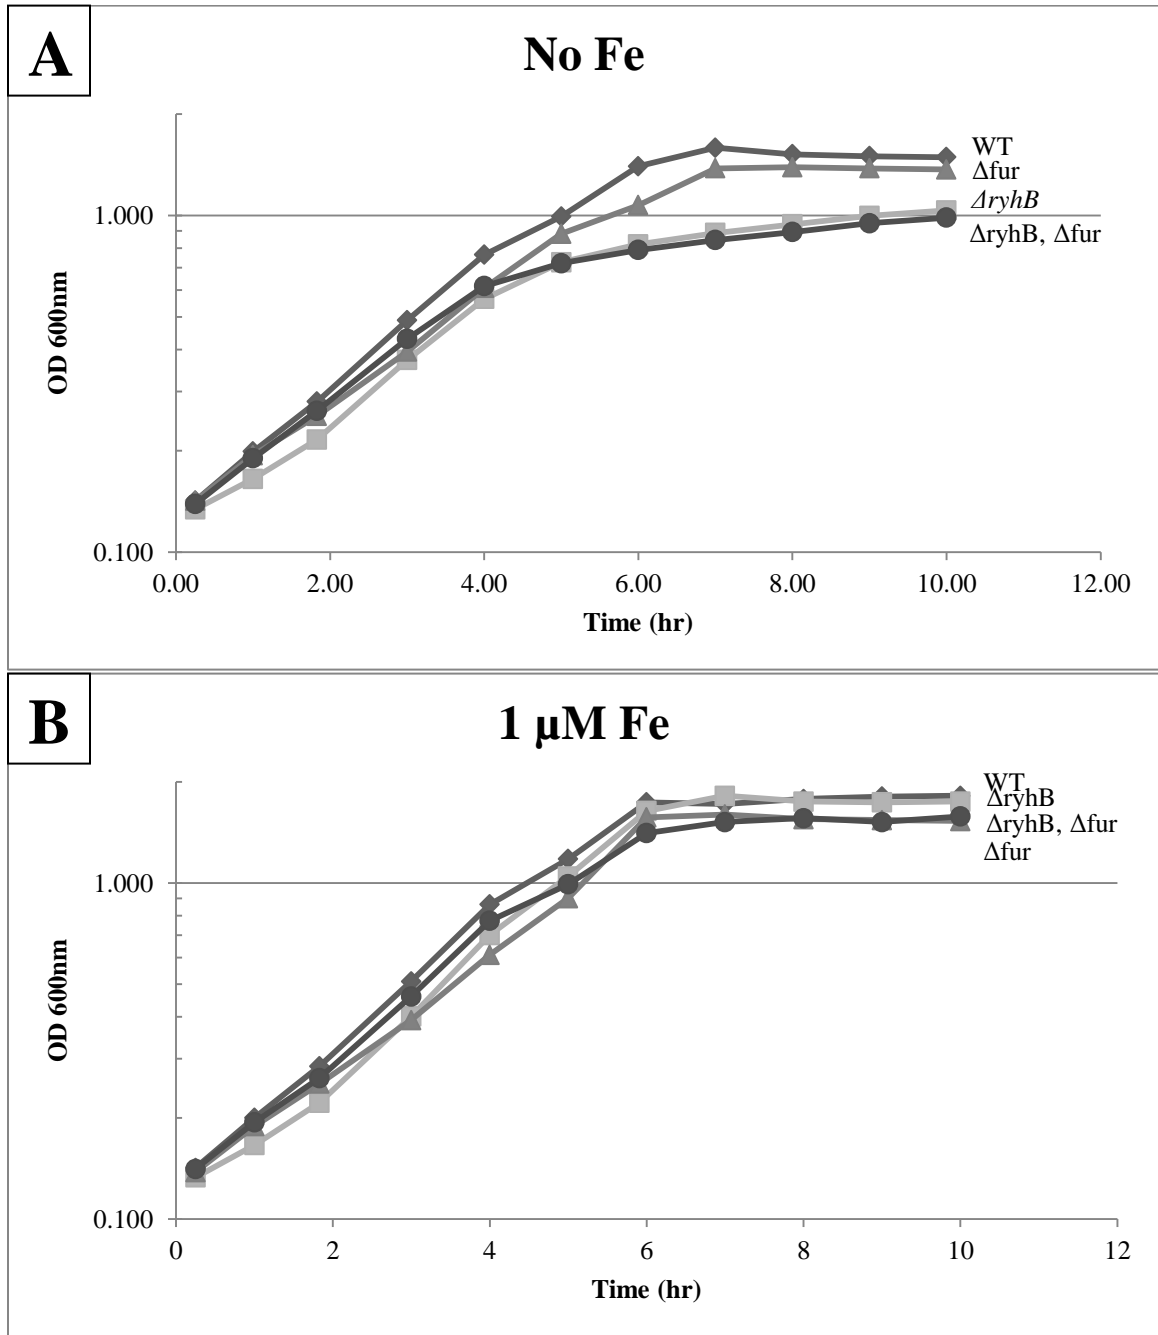 A
No Fe
WT
Δfur
ΔryhB
ΔryhB, Δfur
1.000
0.100
OD 600nm
0.00 2.00 4.00 6.00 8.00 10.00 12.00
Time (hr)
B
1 µM Fe
WT
ΔryhB
ΔryhB, Δfur
Δfur
1.000
0.100
OD 600nm
0 2 4 6 8 10 12
Time (hr)